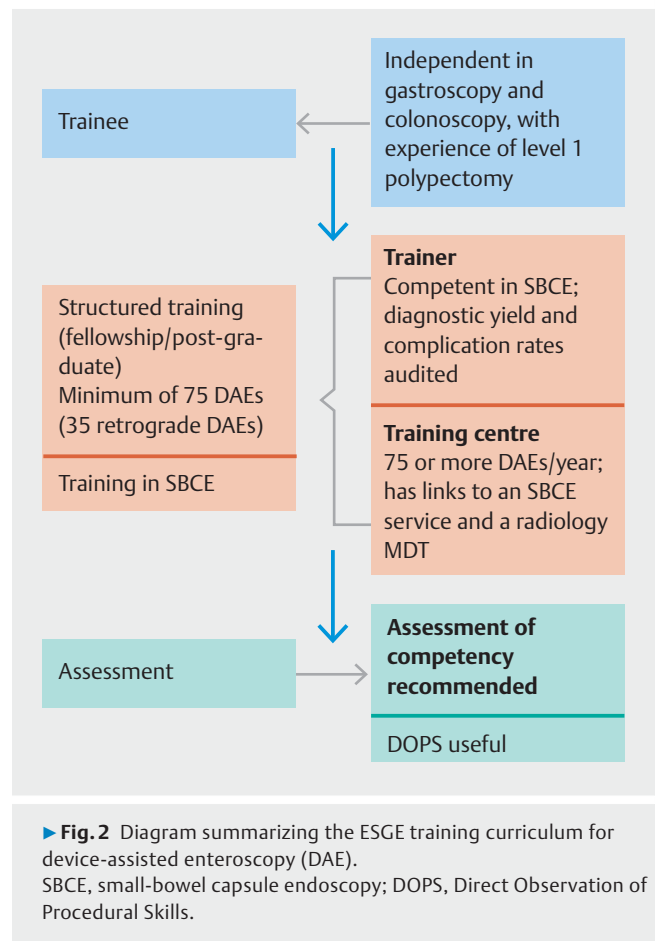 Trainee
Independent in
gastroscopy and
colonoscopy, with
experience of level 1
polypectomy
Structured training
(fellowship/post-gra-
duate)
Minimum of 75 DAEs
(35 retrograde DAEs)
Training in SBCE
Trainer
Competent in SBCE;
diagnostic yield and
complication rates
audited
Training centre
75 or more DAEs/year;
has links to an SBCE
service and a radiology
MDT
Assessment
Assessment of
competency
recommended
DOPS useful
▶ Fig. 2 Diagram summarizing the ESGE training curriculum for
device-assisted enteroscopy (DAE).
SBCE, small-bowel capsule endoscopy; DOPS, Direct Observation of
Procedural Skills.